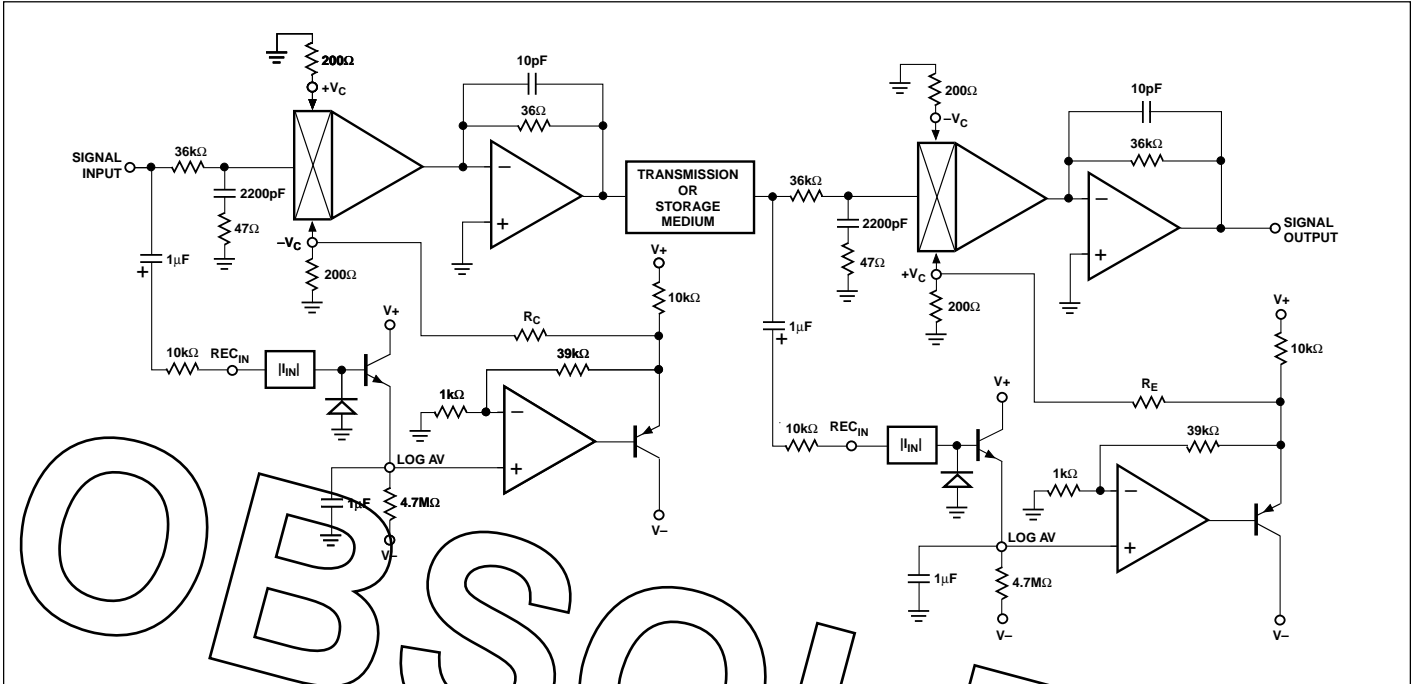 200Ω
+VC
10pF
36Ω
SIGNAL
INPUT
36kΩ
2200pF
47Ω
1μF
+
−VC
200Ω
−
+
TRANSMISSION
OR
STORAGE
MEDIUM
V+
10kΩ
RC
39kΩ
1kΩ
−
+
V+
10kΩ
RECIN
|IIN|
LOG AV
1μF
4.7MΩ
V–
V–
200Ω
−VC
10pF
36kΩ
36kΩ
2200pF
47Ω
1μF
+
+VC
200Ω
−
+
SIGNAL
OUTPUT
V+
10kΩ
RE
39kΩ
1kΩ
−
+
V+
10kΩ
RECIN
|IIN|
LOG AV
1μF
4.7MΩ
V–
V–